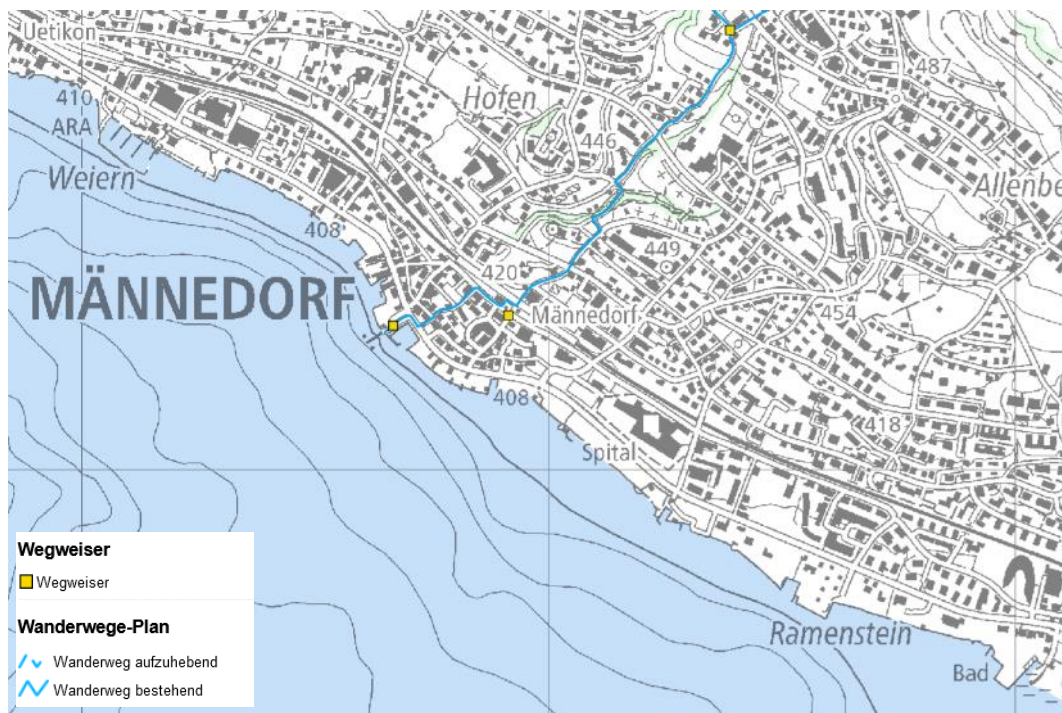 Uetikon
487
Hofen
410
ARA
446
Weiern
Allenb
408
449
420
MÄNNEDORF
Männedorf
454
408
418
Spital
Wegweiser
Wegweiser
Wanderwege-Plan
Ramenstein
Wanderweg aufzuhebend
Bad
Wanderweg bestehend